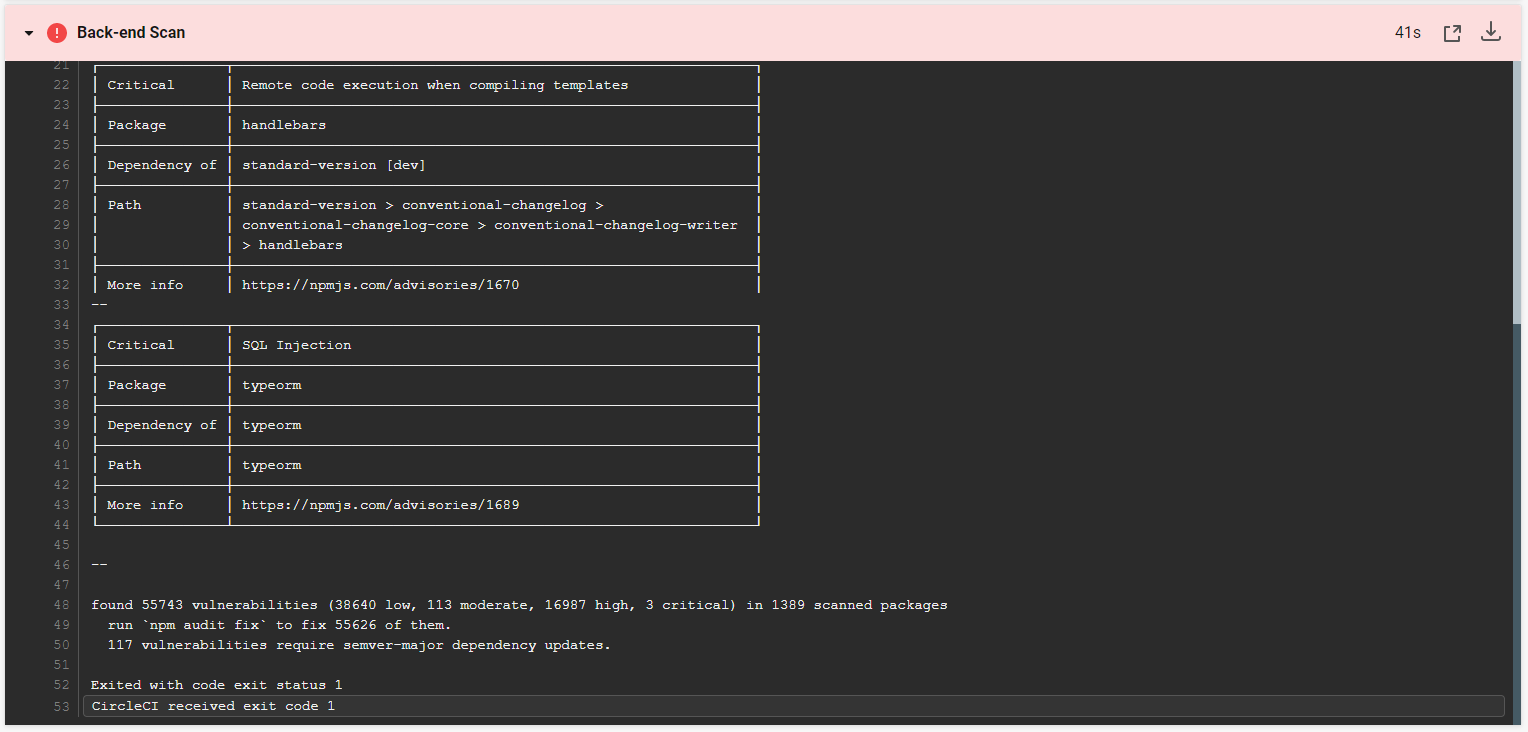 Back-end Scan 41s
21
22 Critical Remote code execution when compiling templates
23
24 Package handlebars
25
26 Dependency of standard-version [dev]
27
28 Path standard-version > conventional-changelog >
29 conventional-changelog-core > conventional-changelog-writer
30 > handlebars
31
32 More info https://npmjs.com/advisories/1670
33 --
34
35 Critical SQL Injection
36
37 Package typeorm
38
39 Dependency of typeorm
40
41 Path typeorm
42
43 More info https://npmjs.com/advisories/1689
44
45
46 --
47
48 found 55743 vulnerabilities (38640 low, 113 moderate, 16987 high, 3 critical) in 1389 scanned packages
49 run `npm audit fix` to fix 55626 of them.
50 117 vulnerabilities require semver-major dependency updates.
51
52 Exited with code exit status 1
53 CircleCI received exit code 1